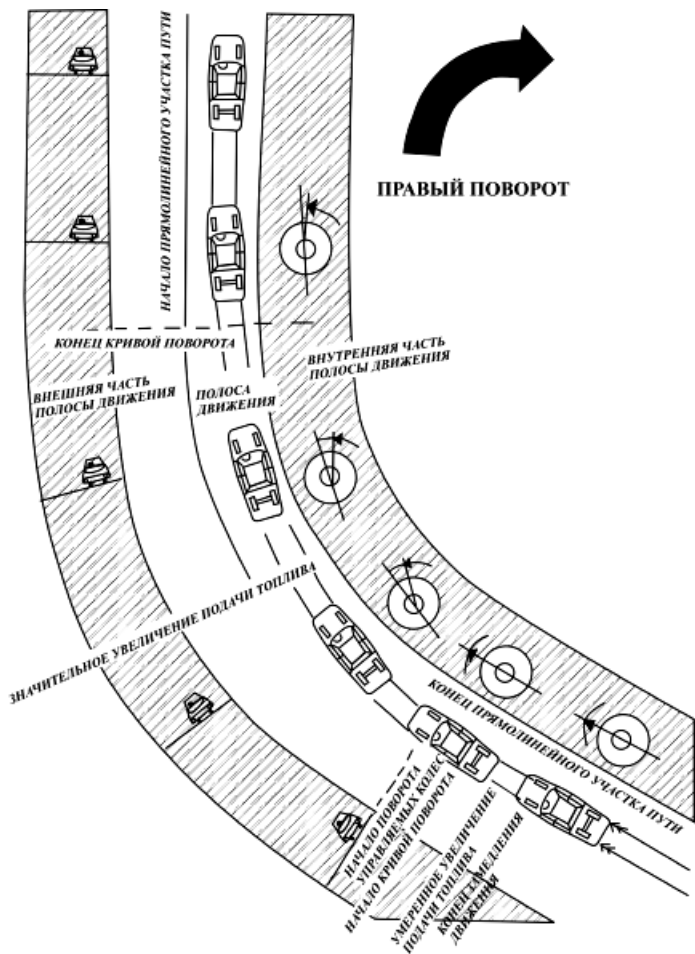 НАЧАЛО ПРЯМОЛИНЕЙНОГО УЧАСТКА ПУТИ
ПРАВЫЙ ПОВОРОТ
КОНЕЦ КРИВОЙ ПОВОРОТА
ВНУТРЕННЯЯ ЧАСТЬ
ПОЛОСЫ ДВИЖЕНИЯ
ВНЕШНЯЯ ЧАСТЬ
ПОЛОСЫ ДВИЖЕНИЯ
ПОЛОСА
ДВИЖЕНИЯ
ЗНАЧИТЕЛЬНОЕ УВЕЛИЧЕНИЕ ПОДАЧИ ТОПЛИВА
КОНЕЦ ПРЯМОЛИНЕЙНОГО УЧАСТКА ПУТИ
НАЧАЛО ПОВОРОТА
УПРАВЛЯЕМЫХ КОЛЕС
НАЧАЛО КРИВОЙ ПОВОРОТА
УМЕРЕННОЕ УВЕЛИЧЕНИЕ
ПОДАЧИ ТОПЛИВА
КОНЕЦ ЗАМЕДЛЕНИЯ
ДВИЖЕНИЯ